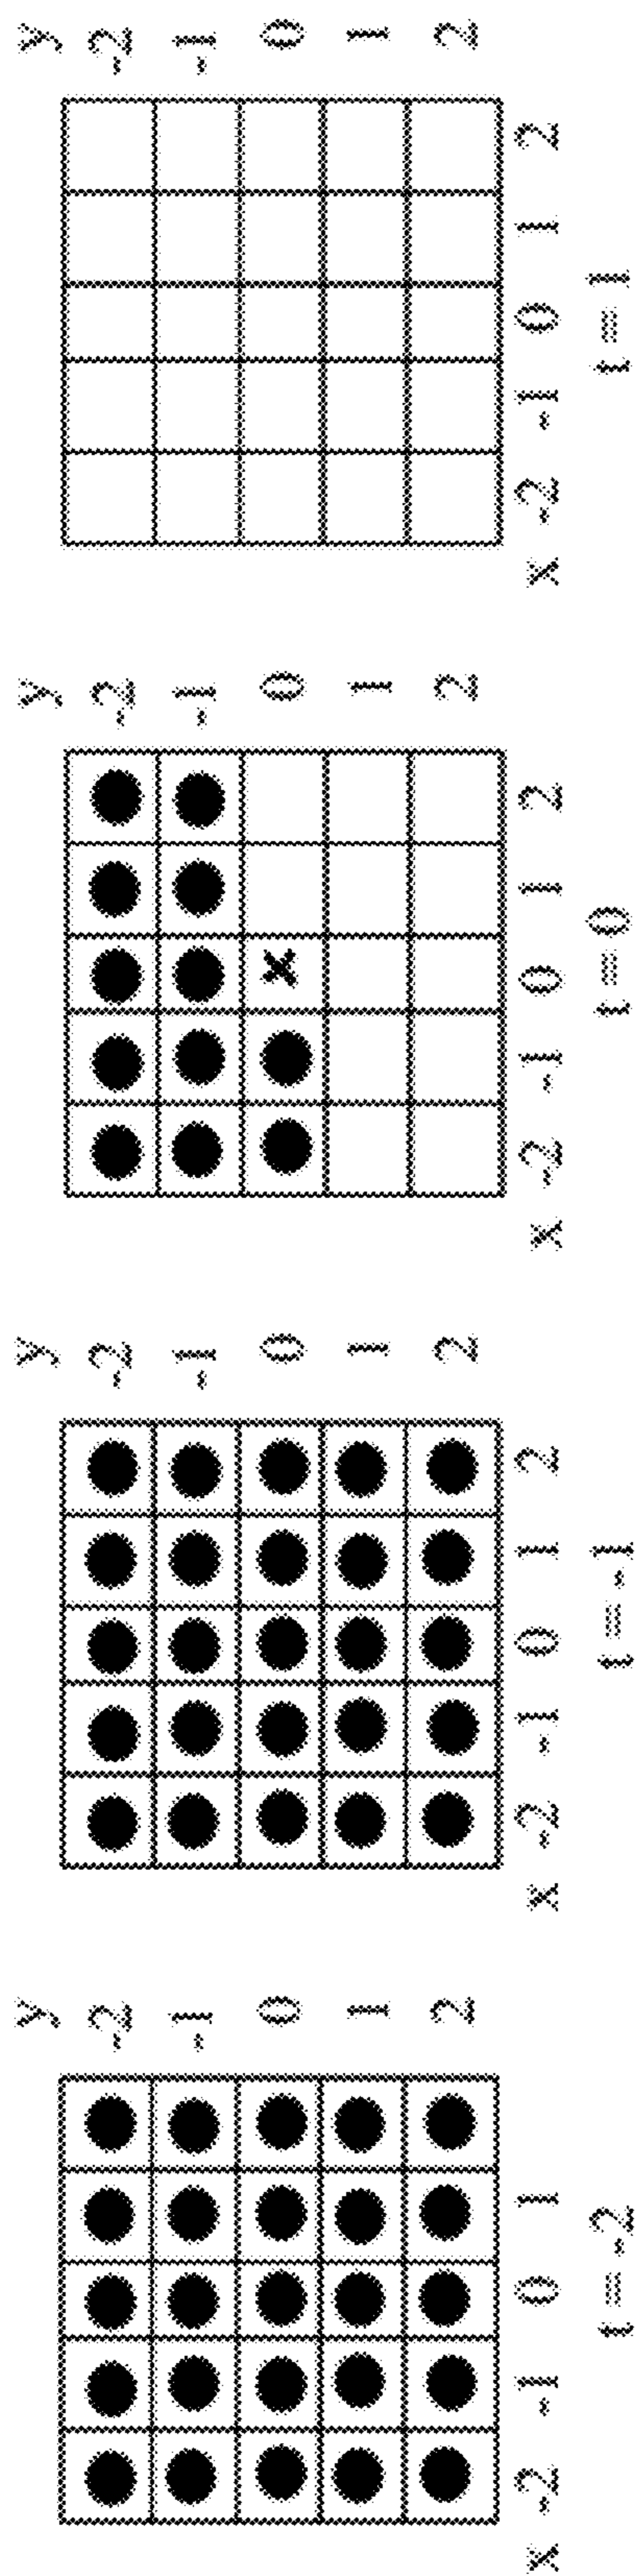 y y y y
-2 -2 -2 -2
-1 -1 -1 -1
0 0 x 0 0
1 1 1 1
2 2 2 2
x -2 -1 0 1 x -2 -1 0 1 2 x -2 -1 0 1 2 x -2 -1 0 1 2
t = -2 t = -1 t =0 t = 1